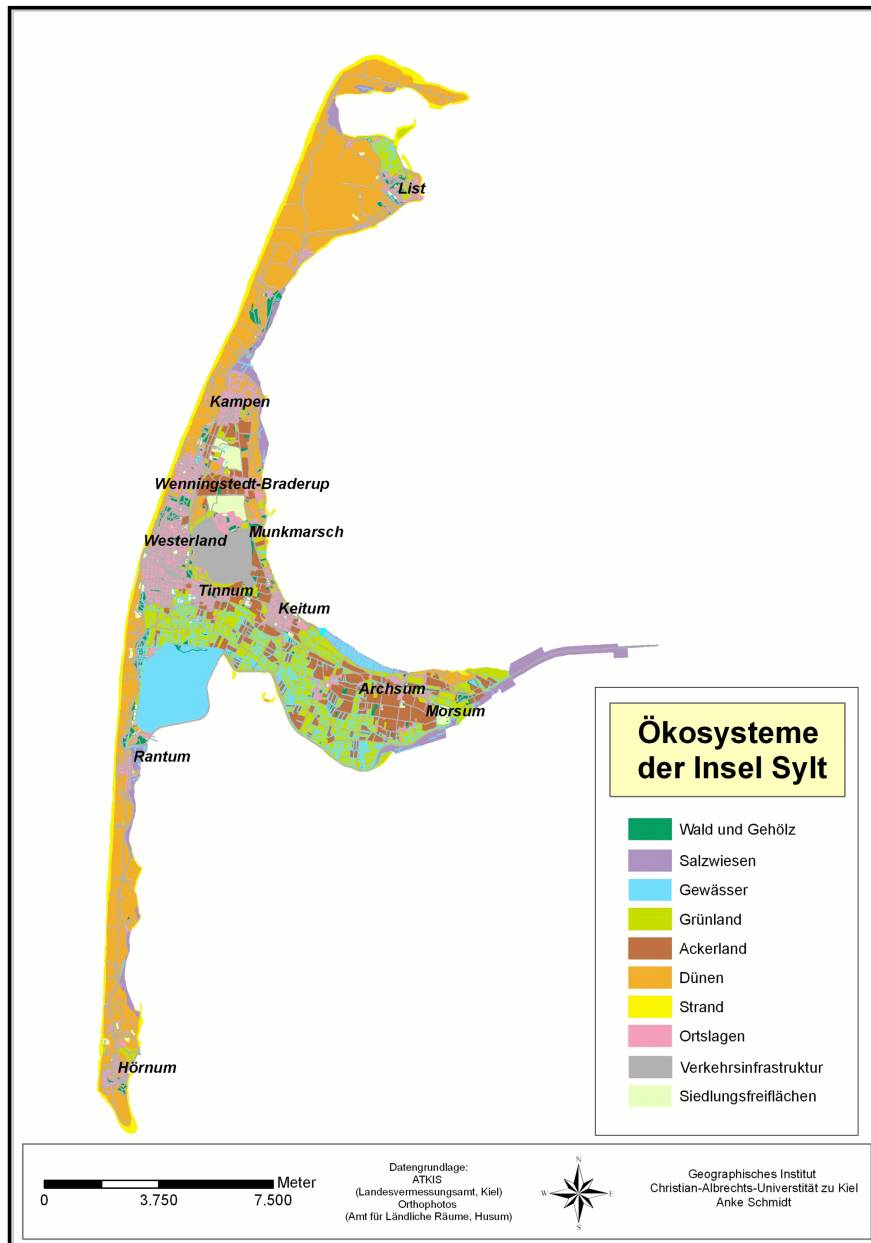 List
Kampen
Wenningstedt-Braderup
Munkmarsch
Westerland
Tinnum
Keitum
Archsum
Morsum
Rantum
Hörnum
Ökosysteme
der Insel Sylt
Wald und Gehölz
Salzwiesen
Gewässer
Grünland
Ackerland
Dünen
Strand
Ortslagen
Verkehrsinfrastruktur
Siedlungsfreiflächen
Meter
0 3.750 7.500
Datengrundlage:
ATKIS
(Landesvermessungsamt, Kiel)
Orthophotos
(Amt für Ländliche Räume, Husum)
N
W E
S
Geographisches Institut
Christian-Albrechts-Universtität zu Kiel
Anke Schmidt